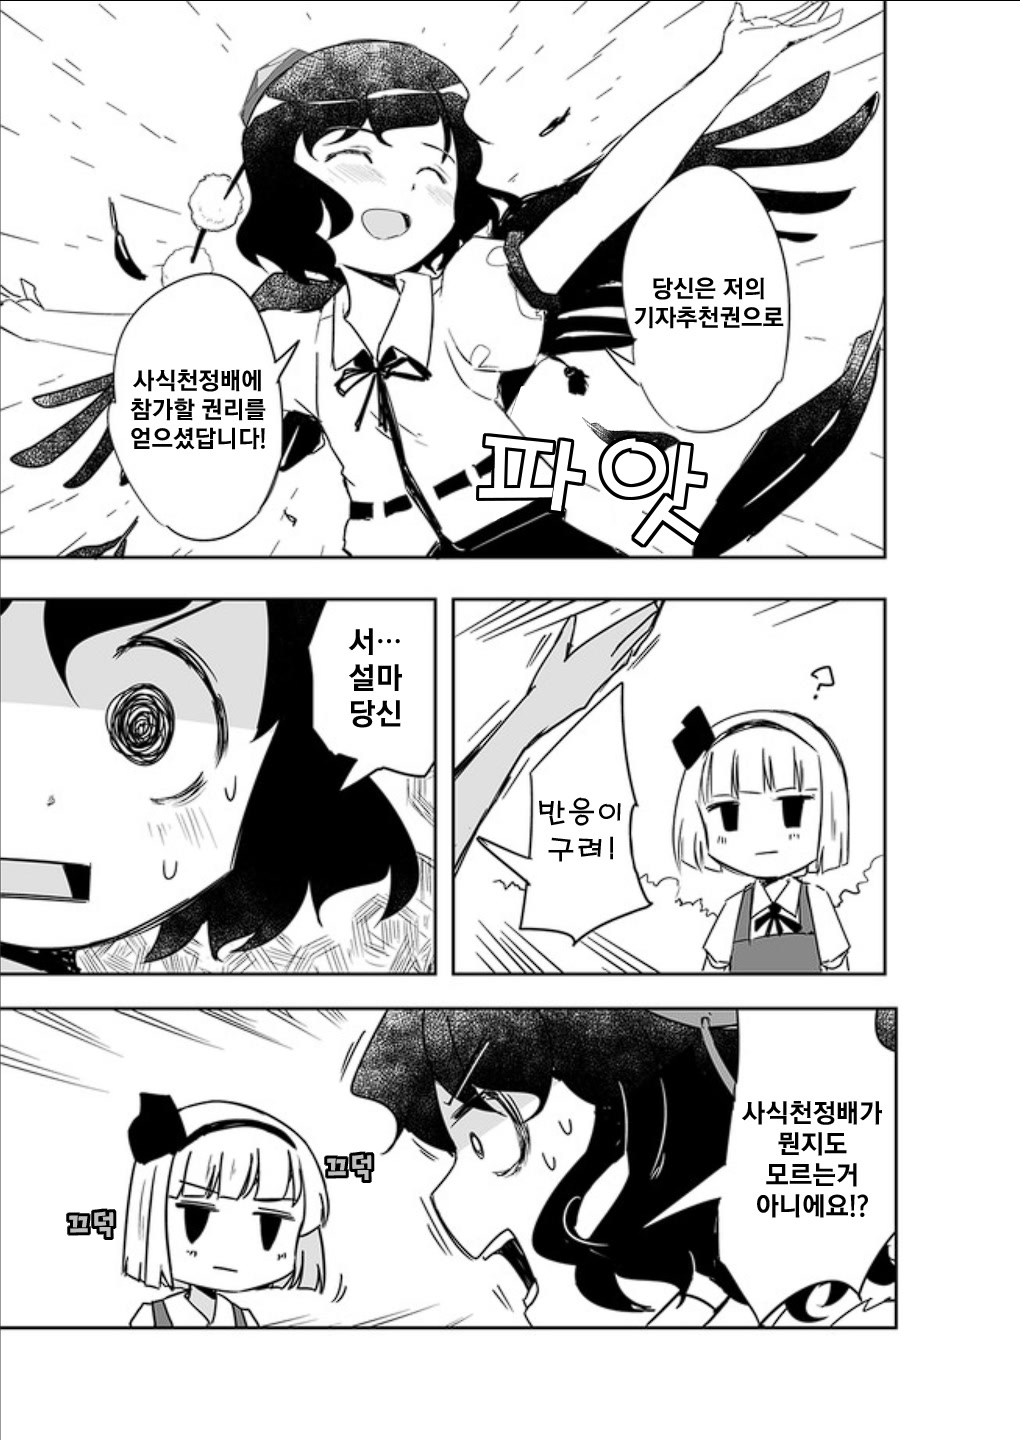 당신은 저의
기자추천권으로
사식천정배에
참가할 권리를
얻으셨답니다!
파앗
?
반응이
구려!
서…
설마
당신
사식천정배가
뭔지도
모르는거
아니에요!?
끄덕
끄덕